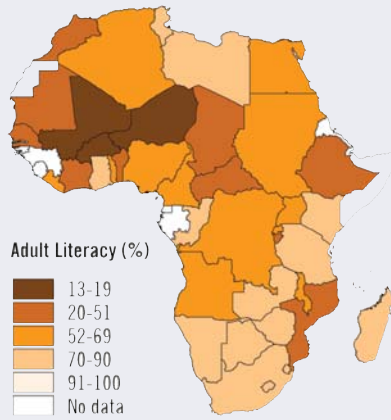 Adult Literacy (%)
13-19
20-51
52-69
70-90
91-100
No data